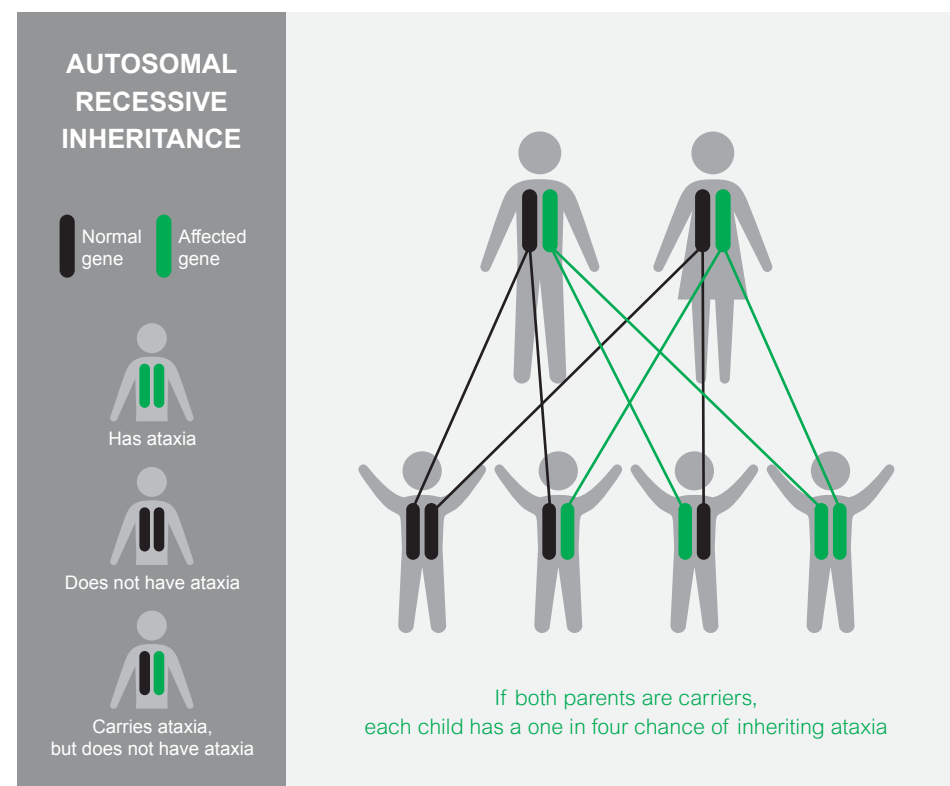 AUTOSOMAL
RECESSIVE
INHERITANCE
Normal
gene
Affected
gene
Has ataxia
Does not have ataxia
Carries ataxia,
but does not have ataxia
If both parents are carriers,
each child has a one in four chance of inheriting ataxia